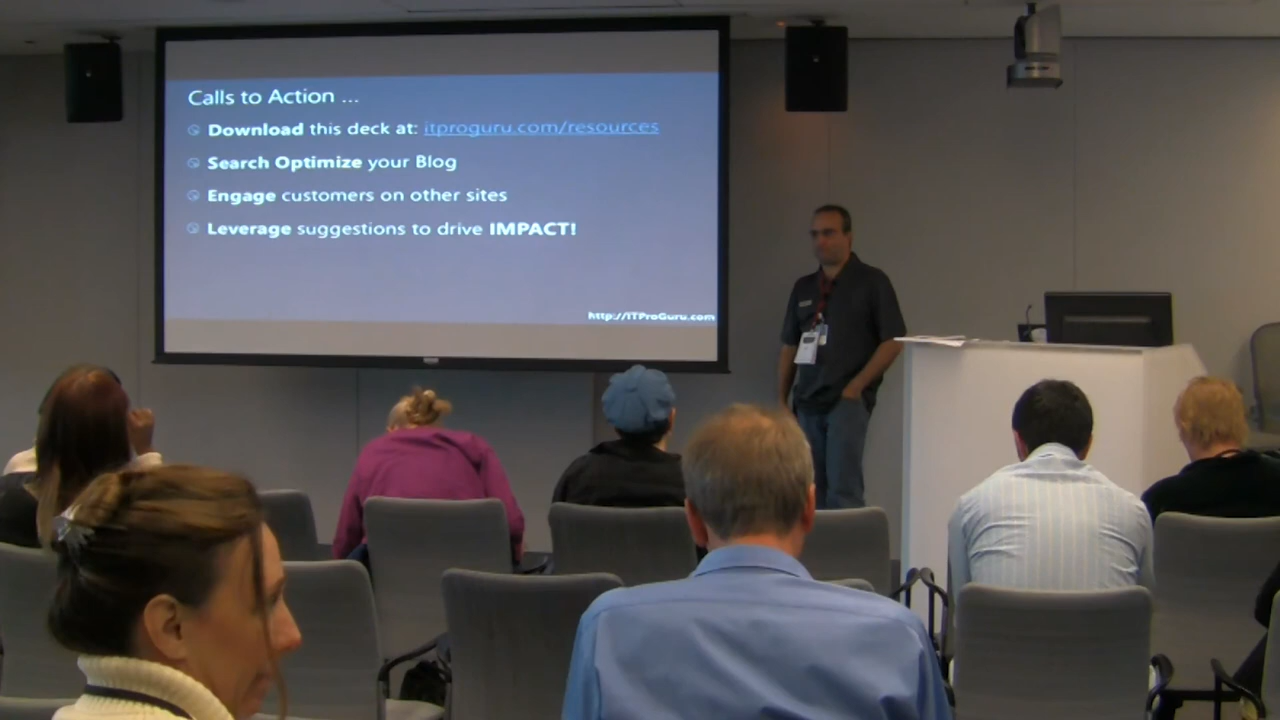 Calls to Action ...
Download this deck at: itproguru.com/resources
Search Optimize your Blog
Engage customers on other sites
Leverage suggestions to drive IMPACT!
http://ITProGuru.com